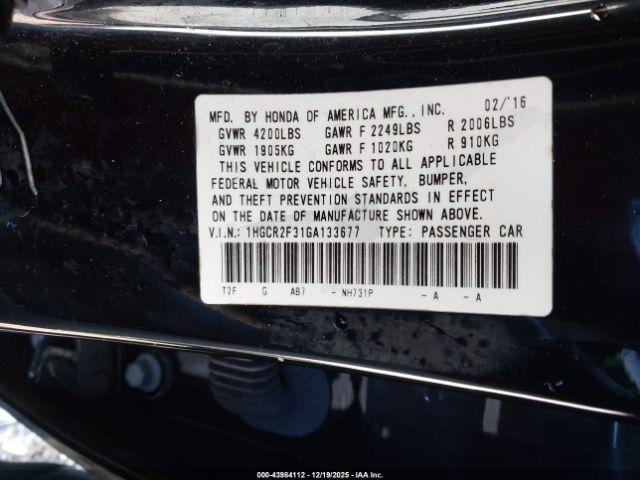 MFD. BY HONDA OF AMERICA MFG., INC. 02/'16
GVWR 4200LBS GAWR F 2249LBS R 2006LBS
GVWR 1905KG GAWR F 1020KG R 910KG
THIS VEHICLE CONFORMS TO ALL APPLICABLE
FEDERAL MOTOR VEHICLE SAFETY, BUMPER,
AND THEFT PREVENTION STANDARDS IN EFFECT
ON THE DATE OF MANUFACTURE SHOWN ABOVE.
V.I.N.: 1HGCR2F31GA133677 TYPE: PASSENGER CAR
T2F G AB7 - NH731P - A - A
000-43984112 - 12/19/2025 - IAA Inc.